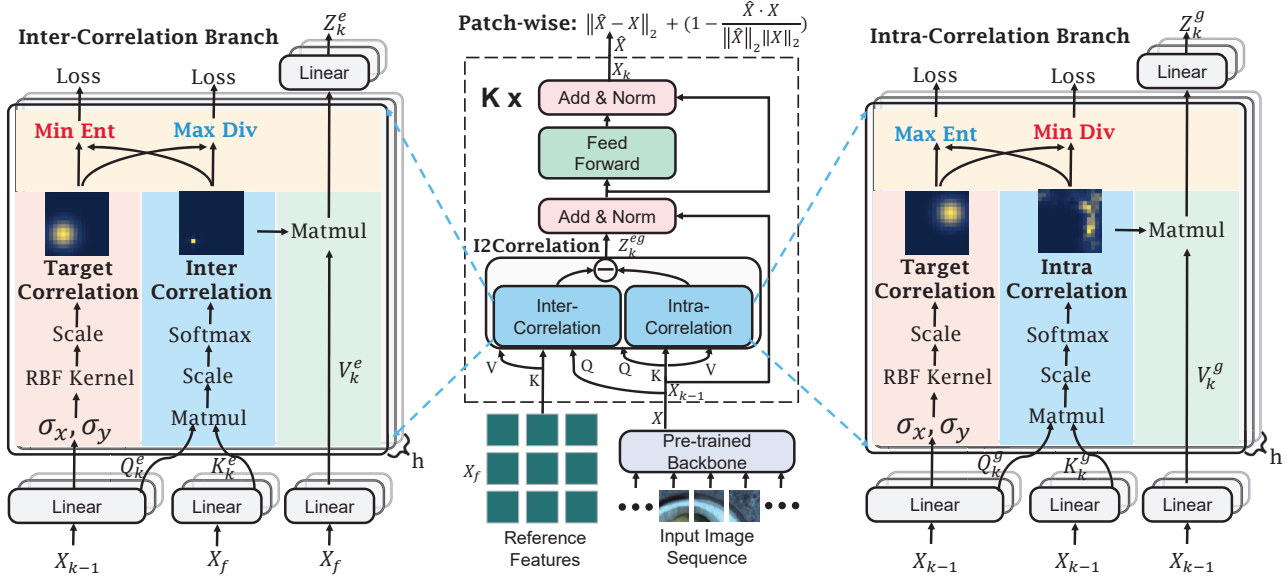 Inter-Correlation Branch
Z_k^e
Linear
Loss
Loss
Min Ent
Max Div
Matmul
Target
Correlation
Inter
Correlation
Scale
Softmax
RBF Kernel
Scale
V_k^e
σ_x, σ_y
Matmul
Q_k^e
K_k^e
h
Linear
Linear
Linear
X_{k-1}
X_f
X_f
Patch-wise: ‖X̂ − X‖_2 + (1 − X̂ · X / ‖X̂‖_2‖X‖_2)
X̂
X_k
K x
Add & Norm
Feed
Forward
Add & Norm
I2Correlation
Z_k^{eg}
Inter-
Correlation
Intra-
Correlation
V
K
Q
Q
K
V
X_{k-1}
X
Pre-trained
Backbone
X_f
Reference
Features
Input Image
Sequence
Intra-Correlation Branch
Z_k^g
Linear
Loss
Loss
Max Ent
Min Div
Matmul
Target
Correlation
Intra
Correlation
Scale
Softmax
RBF Kernel
Scale
V_k^g
σ_x, σ_y
Matmul
Q_k^g
K_k^g
h
Linear
Linear
Linear
X_{k-1}
X_{k-1}
X_{k-1}